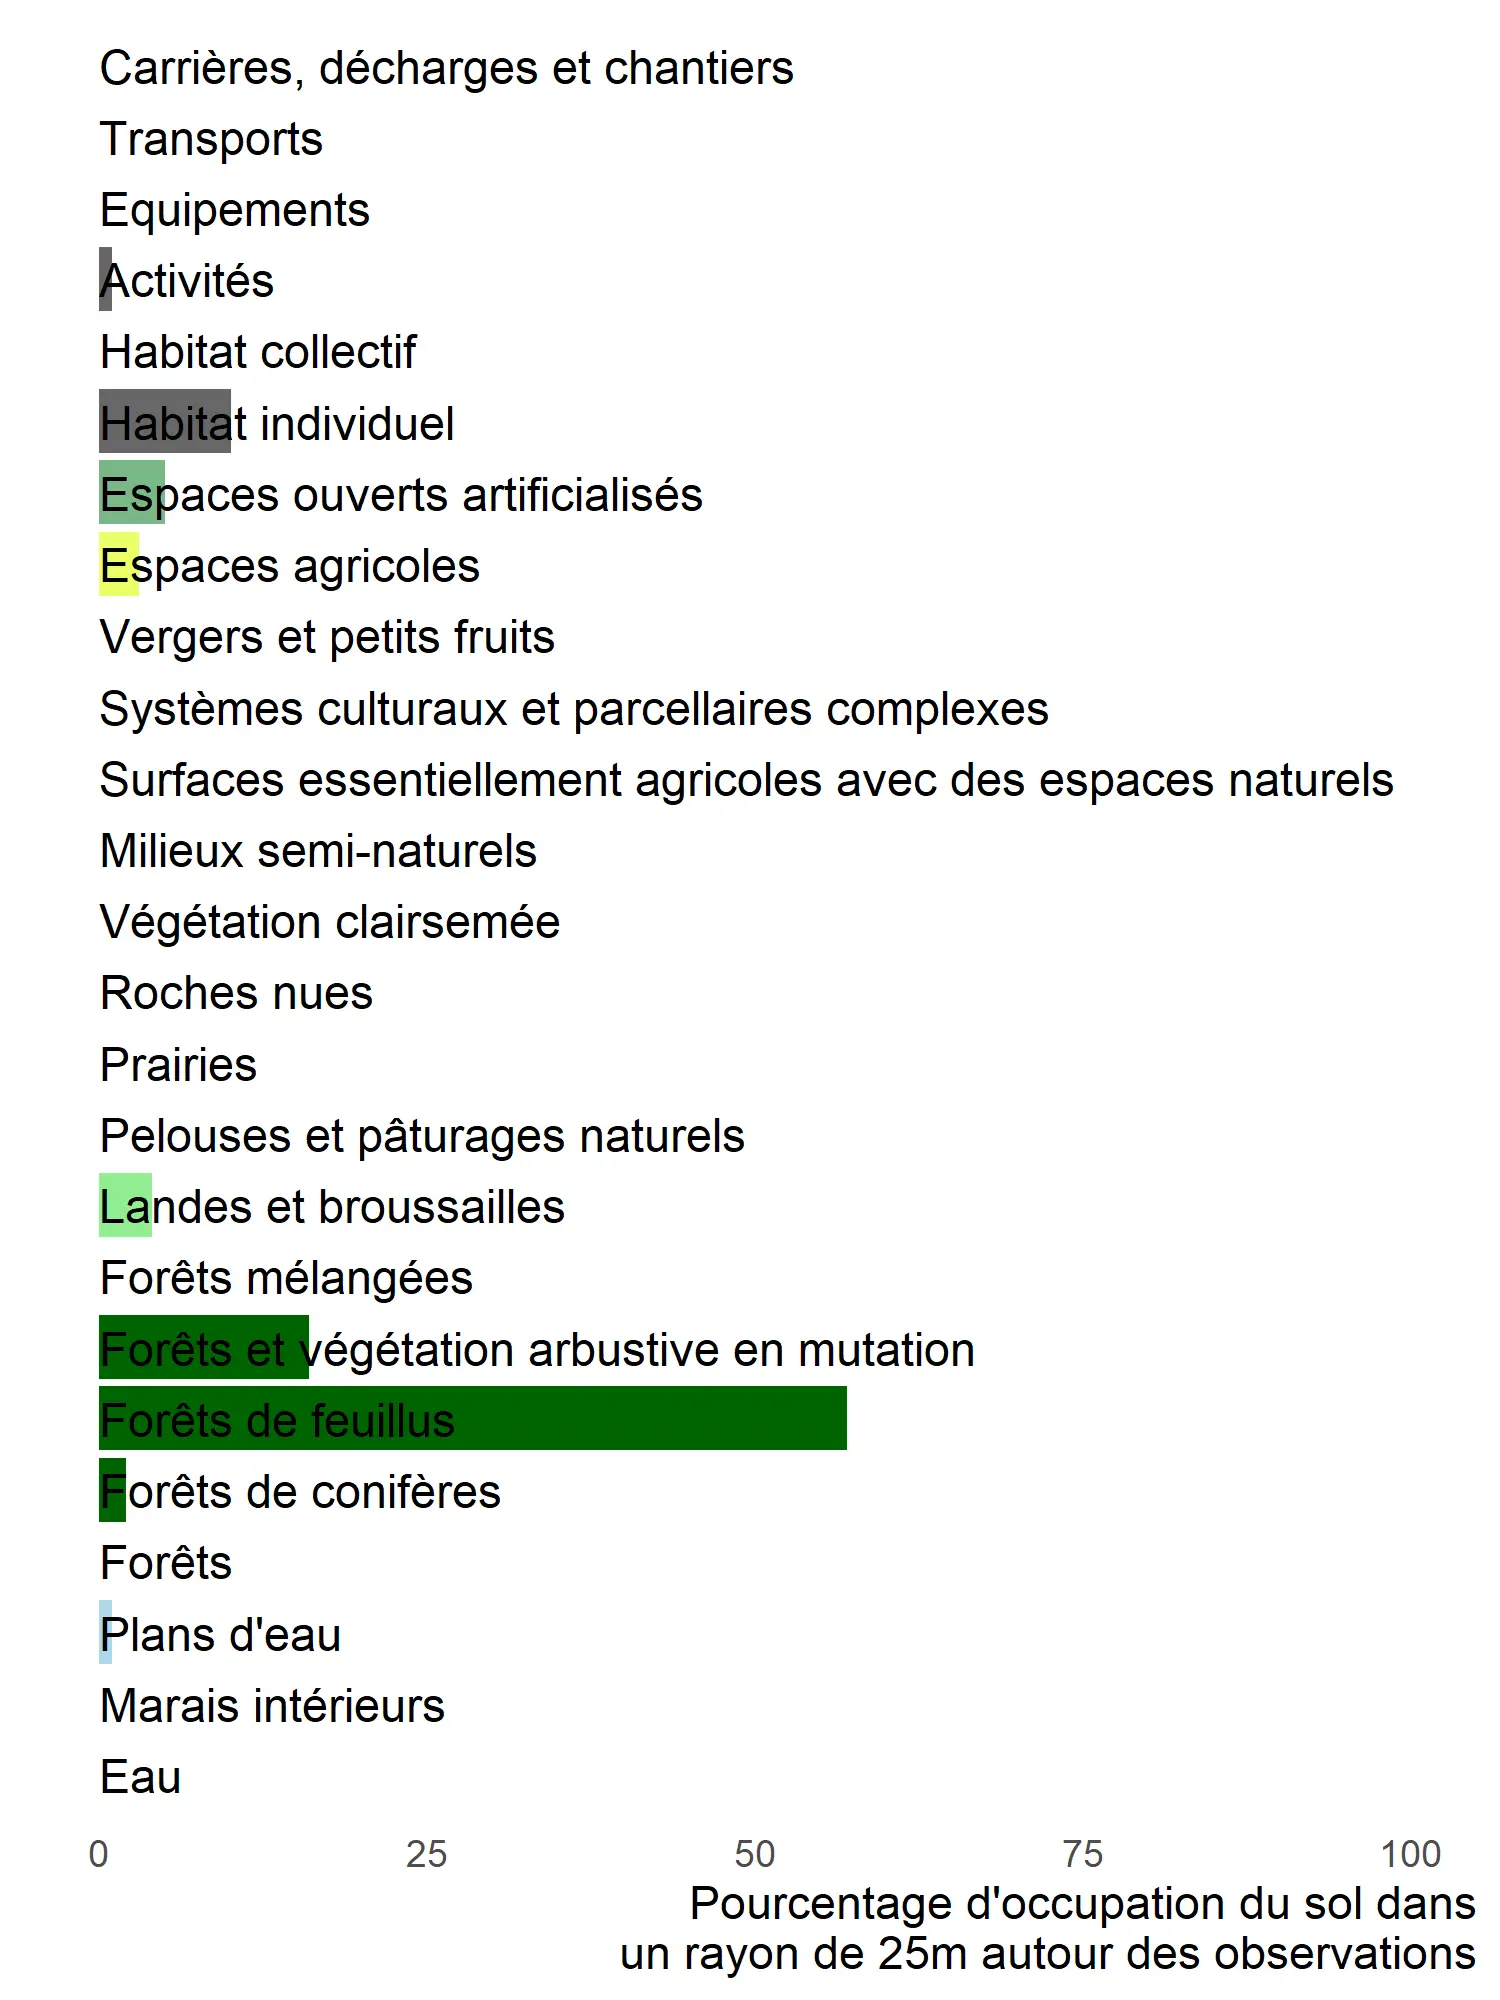 Carrières, décharges et chantiers
Transports
Equipements
Activités
Habitat collectif
Habitat individuel
Espaces ouverts artificialisés
Espaces agricoles
Vergers et petits fruits
Systèmes culturaux et parcellaires complexes
Surfaces essentiellement agricoles avec des espaces naturels
Milieux semi-naturels
Végétation clairsemée
Roches nues
Prairies
Pelouses et pâturages naturels
Landes et broussailles
Forêts mélangées
Forêts et végétation arbustive en mutation
Forêts de feuillus
Forêts de conifères
Forêts
Plans d'eau
Marais intérieurs
Eau
0 25 50 75 100
Pourcentage d'occupation du sol dans
un rayon de 25m autour des observations